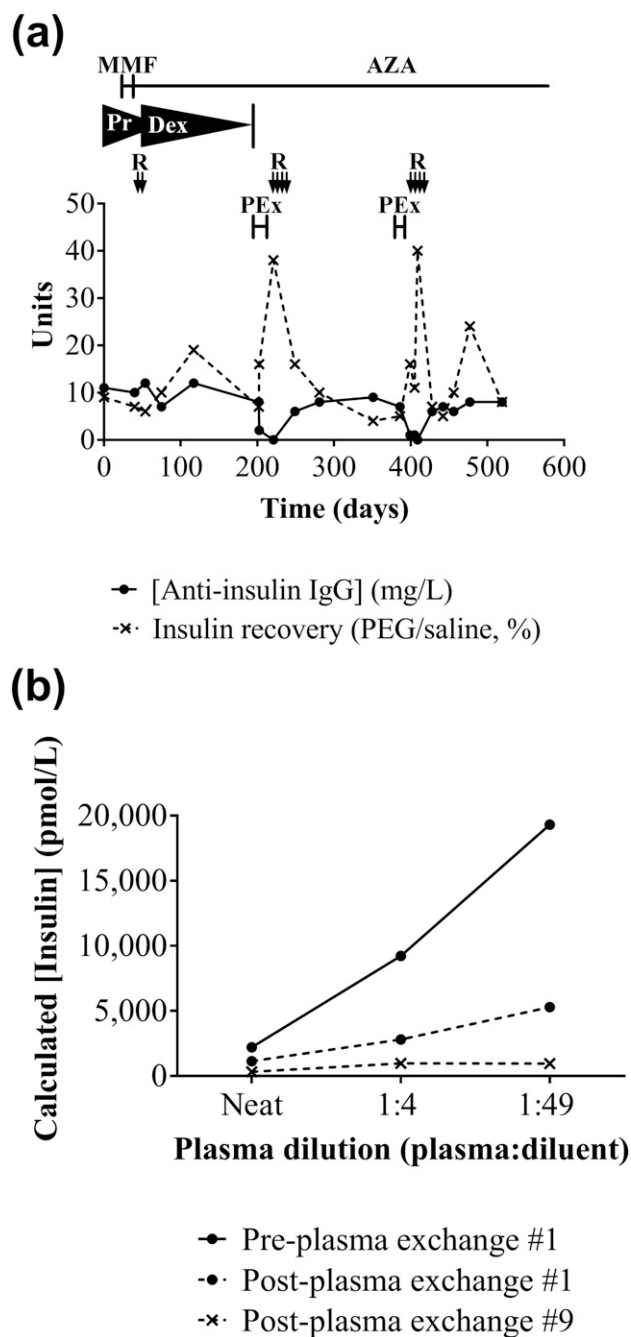 (a)
MMF AZA
Pr Dex
R R R
PEx PEx
50
40
30
20
10
0
Units
0 100 200 300 400 500 600
Time (days)
[Anti-insulin IgG] (mg/L)
Insulin recovery (PEG/saline, %)
(b)
Calculated [Insulin] (pmol/L)
20,000
15,000
10,000
5,000
0
Neat 1:4 1:49
Plasma dilution (plasma:diluent)
Pre-plasma exchange #1
Post-plasma exchange #1
Post-plasma exchange #9